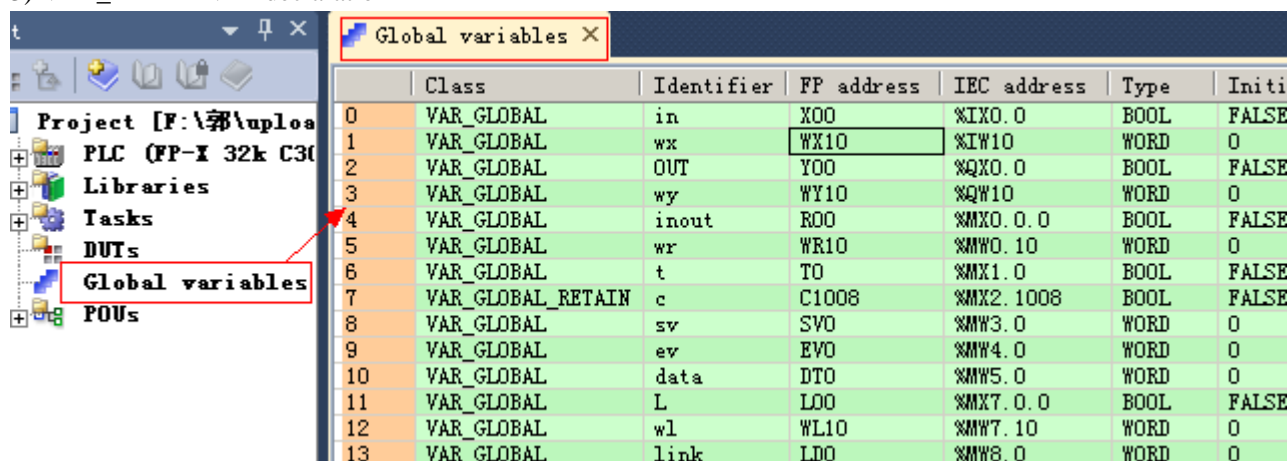 t
Global variables
Class Identifier FP address IEC address Type Initi
Project [F:\郭\uploa
PLC (FP-X 32k C30
Libraries
Tasks
DUTs
Global variables
POUs
0 VAR_GLOBAL in X00 %IX0.0 BOOL FALSE
1 VAR_GLOBAL wx WX10 %IW10 WORD 0
2 VAR_GLOBAL OUT Y00 %QX0.0 BOOL FALSE
3 VAR_GLOBAL wy WY10 %QW10 WORD 0
4 VAR_GLOBAL inout R00 %MX0.0.0 BOOL FALSE
5 VAR_GLOBAL wr WR10 %MW0.10 WORD 0
6 VAR_GLOBAL t T0 %MX1.0 BOOL FALSE
7 VAR_GLOBAL_RETAIN c C1008 %MX2.1008 BOOL FALSE
8 VAR_GLOBAL sv SV0 %MW3.0 WORD 0
9 VAR_GLOBAL ev EV0 %MW4.0 WORD 0
10 VAR_GLOBAL data DT0 %MW5.0 WORD 0
11 VAR_GLOBAL L L00 %MX7.0.0 BOOL FALSE
12 VAR_GLOBAL wl WL10 %MW7.10 WORD 0
13 VAR_GLOBAL link LD0 %MW8.0 WORD 0